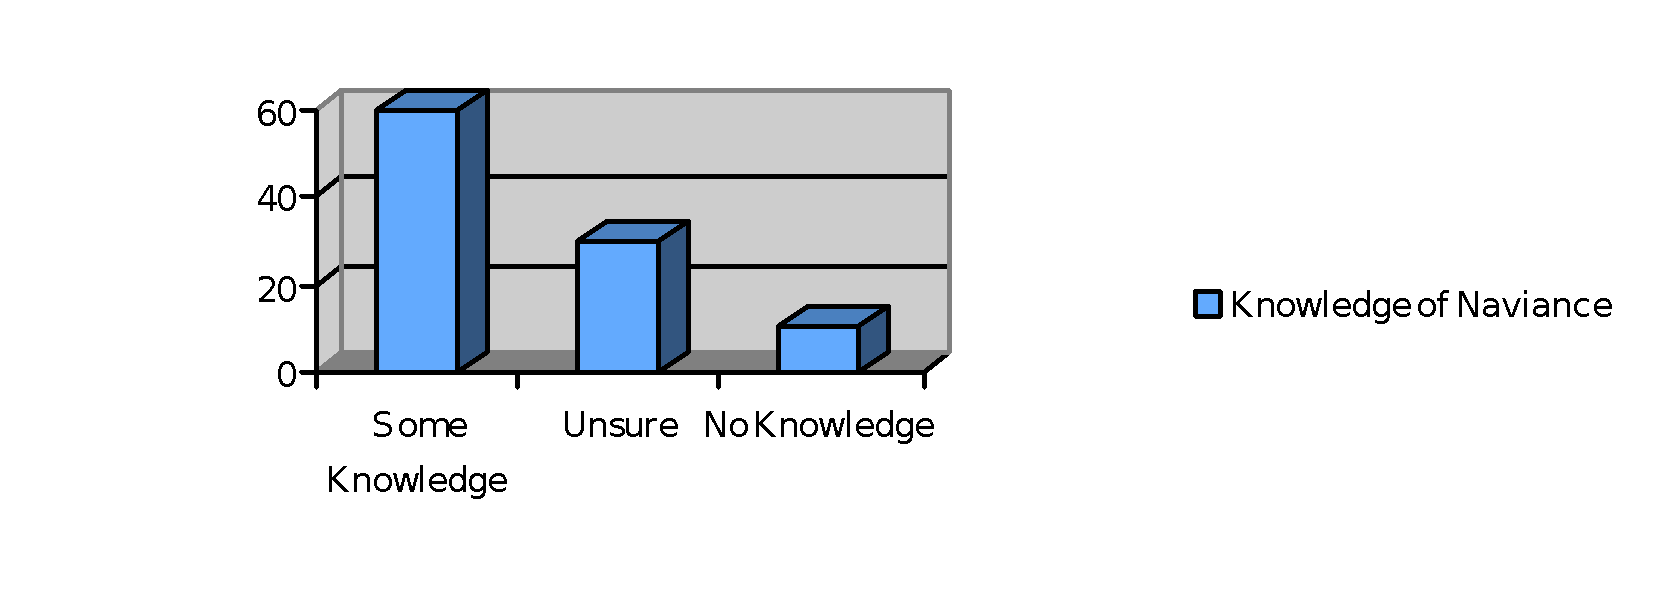 60
40
20
0
Some
Knowledge
Unsure
No Knowledge
Knowledge of Naviance